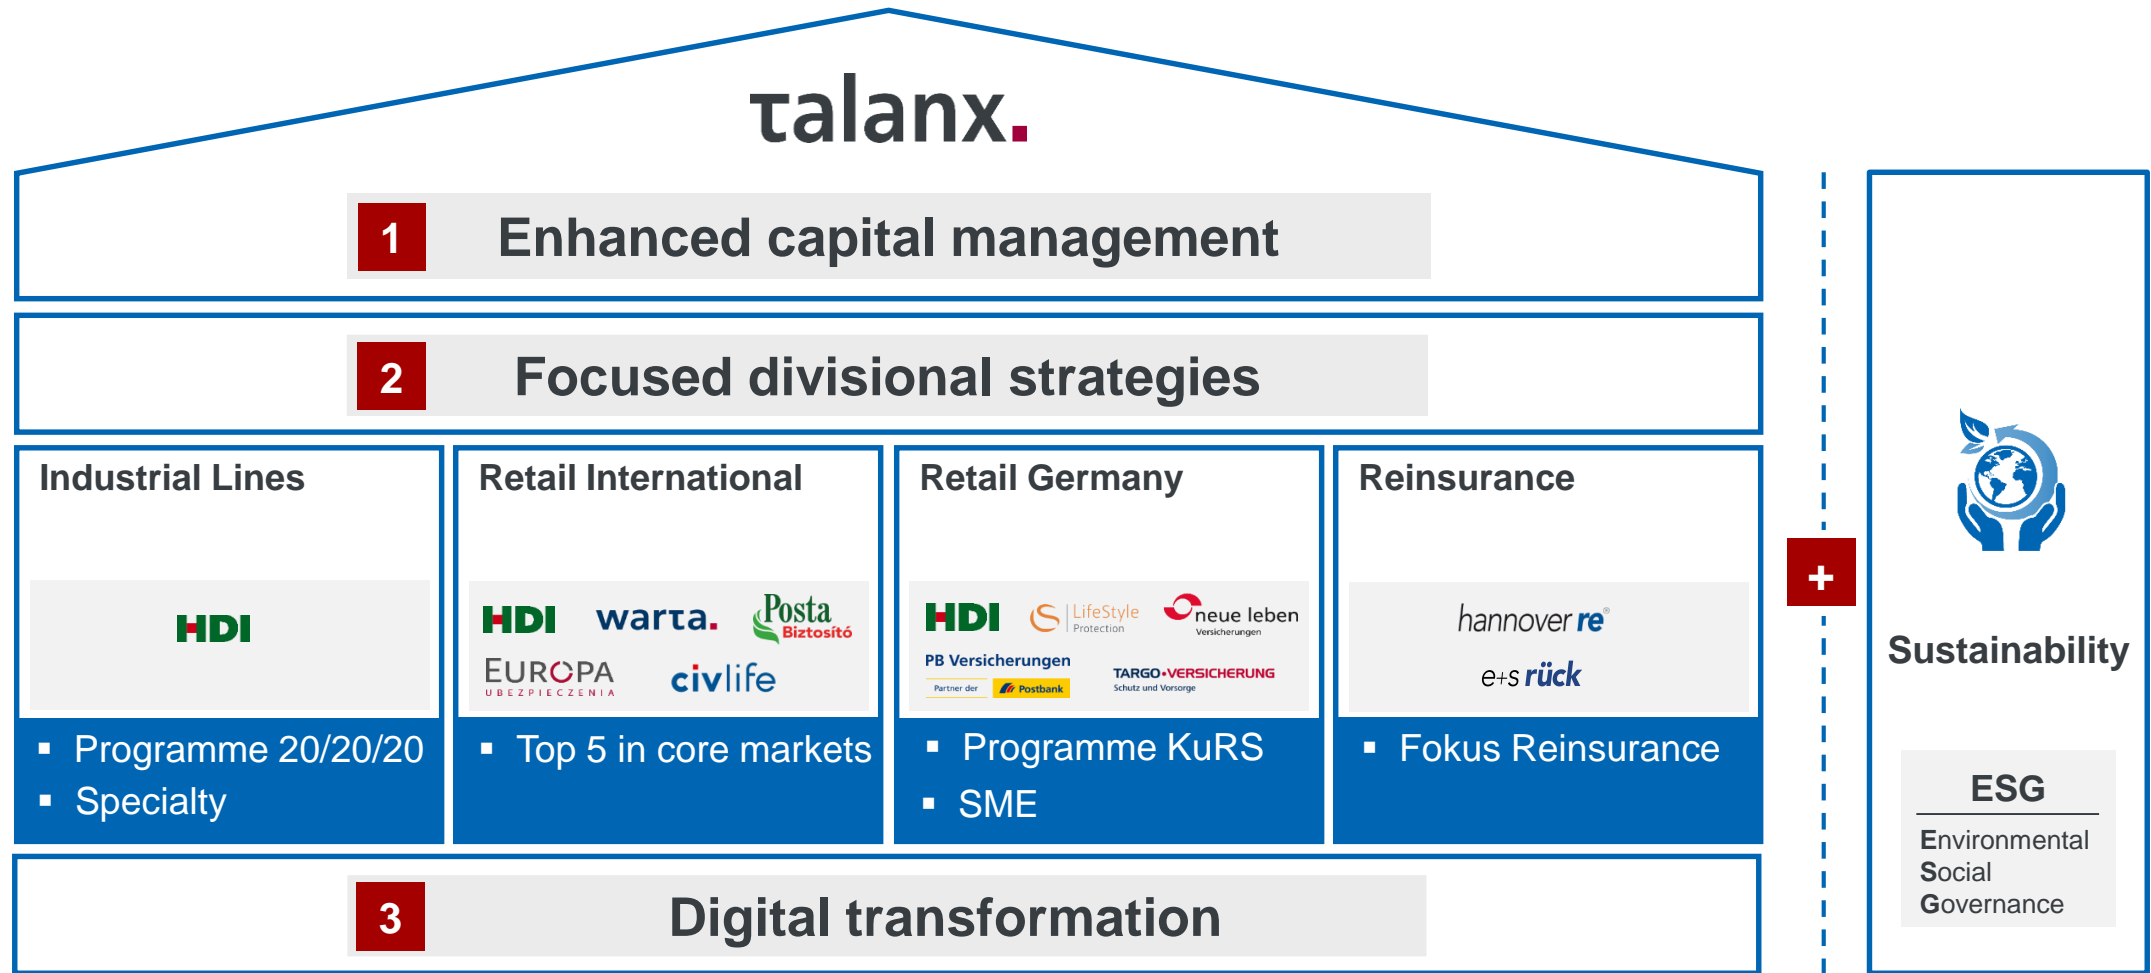 талanx.
1 Enhanced capital management
2 Focused divisional strategies
Industrial Lines
HDI
▪ Programme 20/20/20
▪ Specialty
Retail International
HDI warta. Posta Biztosító
EUROPA UBEZPIECZENIA civlife
▪ Top 5 in core markets
Retail Germany
HDI LifeStyle Protection neue leben Versicherungen
PB Versicherungen
Partner der Postbank
TARGO•VERSICHERUNG
Schutz und Vorsorge
▪ Programme KuRS
▪ SME
Reinsurance
hannover re®
e+s rück
▪ Fokus Reinsurance
3 Digital transformation
+
Sustainability
ESG
Environmental
Social
Governance